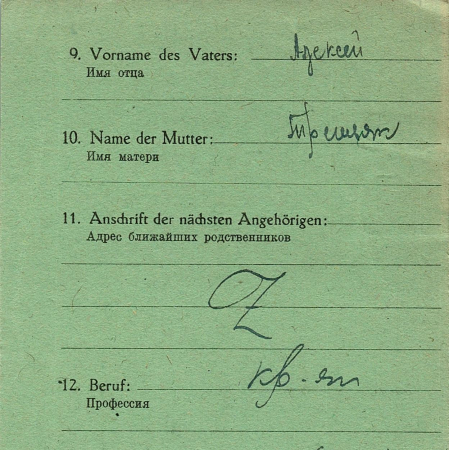 9. Vorname des Vaters: Алексей
Имя отца
10. Name der Mutter:
Имя матери
11. Anschrift der nächsten Angehörigen:
Адрес ближайших родственников
Z
12. Beruf:
Профессия